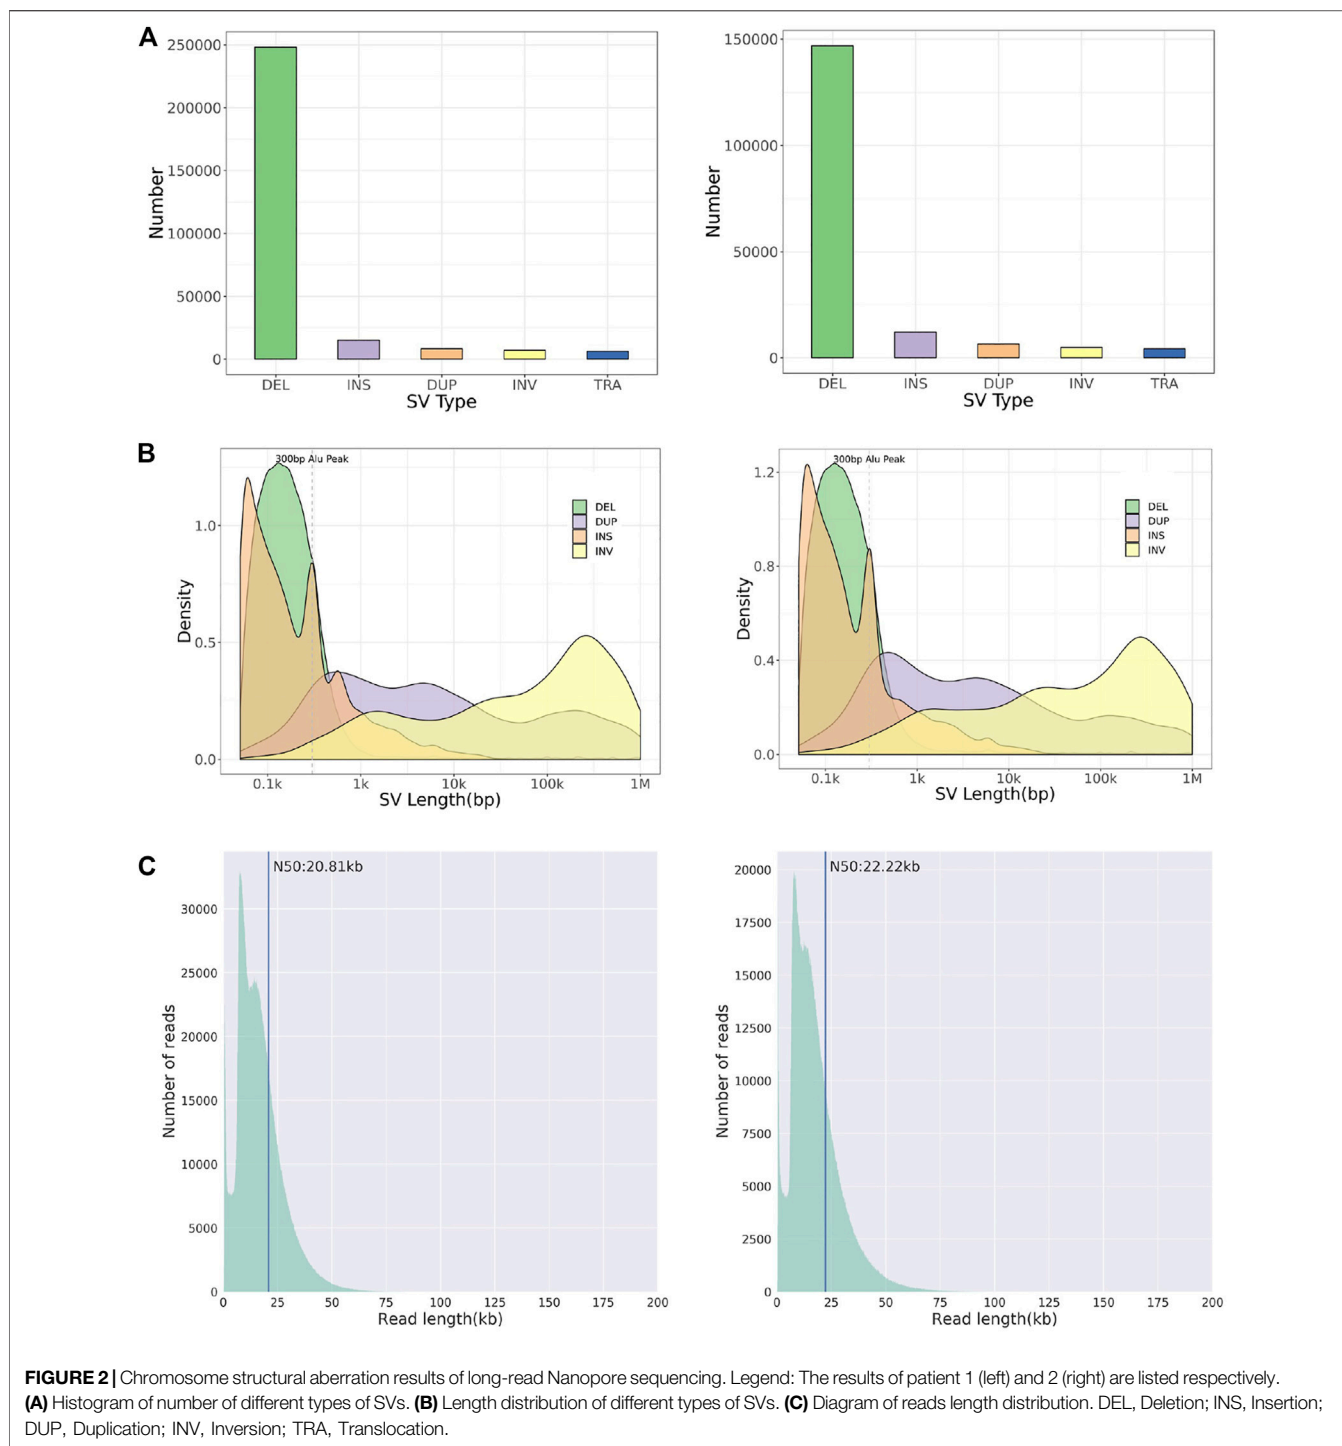 A
250000
200000
150000
100000
50000
0
Number
DEL INS DUP INV TRA
SV Type
150000
100000
50000
0
Number
DEL INS DUP INV TRA
SV Type
B
300bp Alu Peak
1.0
0.5
0.0
Density
DEL
DUP
INS
INV
0.1k 1k 10k 100k 1M
SV Length(bp)
300bp Alu Peak
1.2
0.8
0.4
0.0
Density
DEL
DUP
INS
INV
0.1k 1k 10k 100k 1M
SV Length(bp)
C
N50:20.81kb
30000
25000
20000
15000
10000
5000
0
Number of reads
0 25 50 75 100 125 150 175 200
Read length(kb)
N50:22.22kb
20000
17500
15000
12500
10000
7500
5000
2500
0
Number of reads
0 25 50 75 100 125 150 175 200
Read length(kb)
FIGURE 2 | Chromosome structural aberration results of long-read Nanopore sequencing. Legend: The results of patient 1 (left) and 2 (right) are listed respectively.
(A) Histogram of number of different types of SVs. (B) Length distribution of different types of SVs. (C) Diagram of reads length distribution. DEL, Deletion; INS, Insertion;
DUP, Duplication; INV, Inversion; TRA, Translocation.